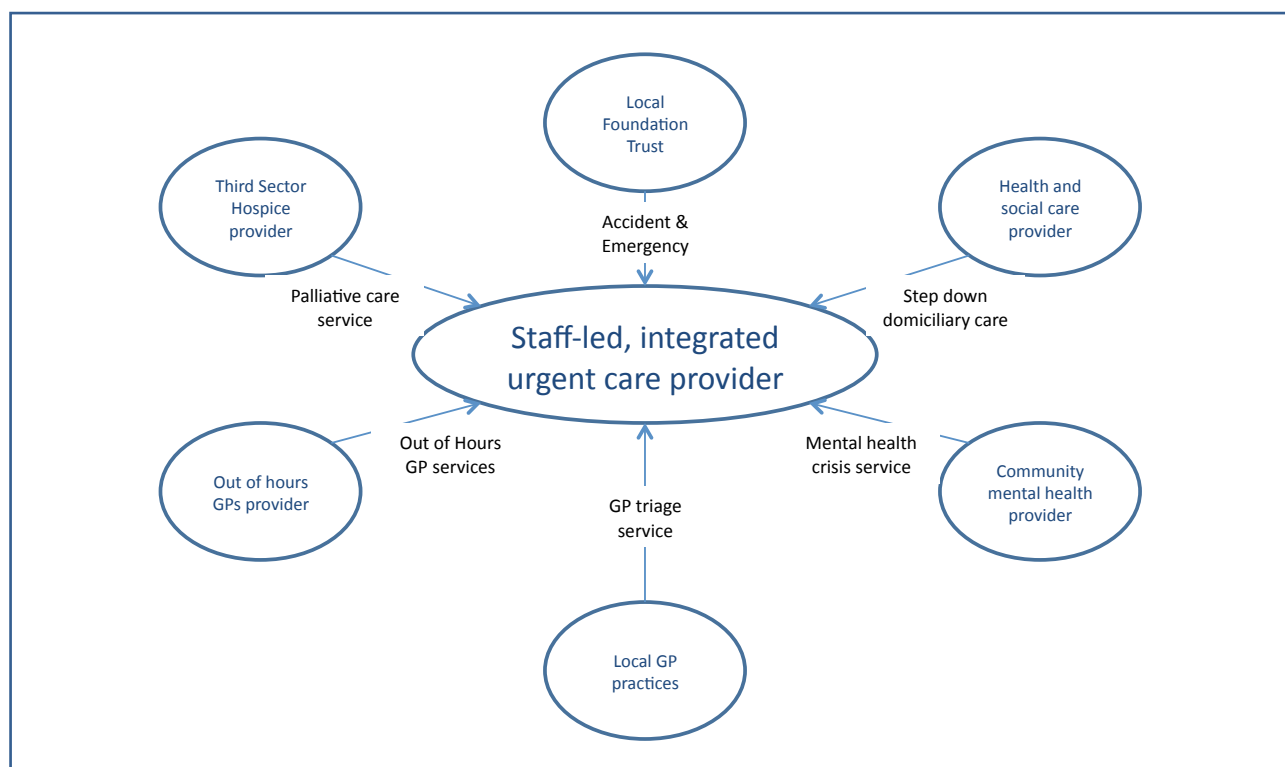 Local
Foundation
Trust
Third Sector
Hospice
provider
Health and
social care
provider
Accident &
Emergency
Palliative care
service
Step down
domiciliary care
Staff-led, integrated
urgent care provider
Out of Hours
GP services
Mental health
crisis service
Out of hours
GPs provider
GP triage
service
Community
mental health
provider
Local GP
practices